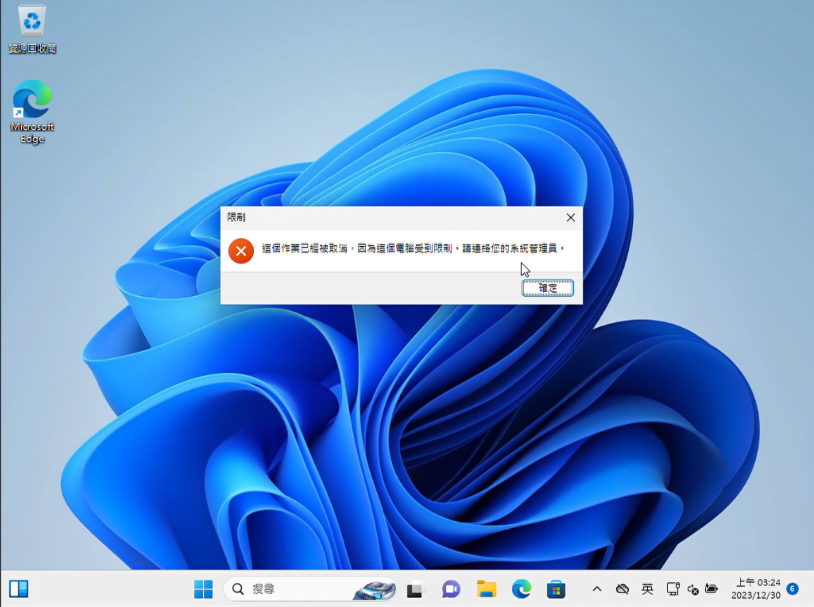 資源回收筒
Microsoft
Edge
限制
這個作業已經被取消，因為這個電腦受到限制。請連絡您的系統管理員。
確定
搜尋
英
上午 03:24
2023/12/30
6